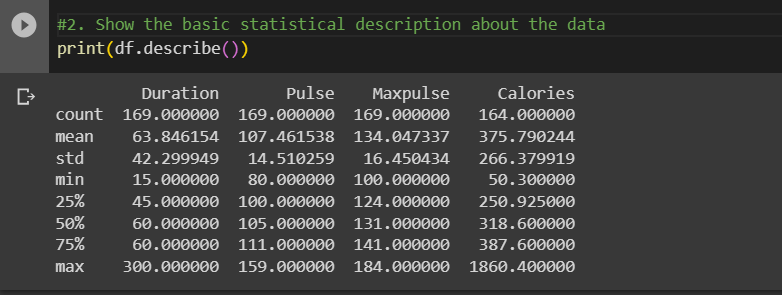 #2. Show the basic statistical description about the data
print(df.describe())
Duration Pulse Maxpulse Calories
count 169.000000 169.000000 169.000000 164.000000
mean 63.846154 107.461538 134.047337 375.790244
std 42.299949 14.510259 16.450434 266.379919
min 15.000000 80.000000 100.000000 50.300000
25% 45.000000 100.000000 124.000000 250.925000
50% 60.000000 105.000000 131.000000 318.600000
75% 60.000000 111.000000 141.000000 387.600000
max 300.000000 159.000000 184.000000 1860.400000